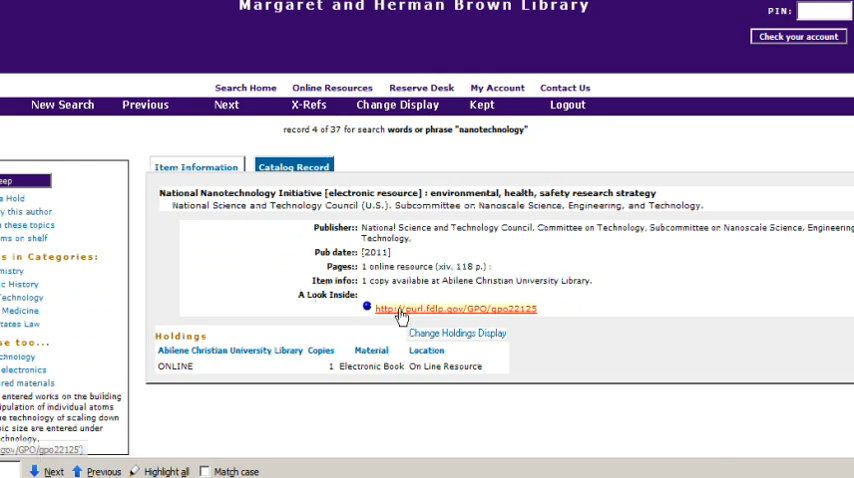 Margaret and Herman Brown Library
PIN:
Check your account
Search Home Online Resources Reserve Desk My Account Contact Us
New Search Previous Next X-Refs Change Display Kept Logout
record 4 of 37 for search words or phrase "nanotechnology"
Item Information Catalog Record
National Nanotechnology Initiative [electronic resource] : environmental, health, safety research strategy
National Science and Technology Council (U.S.). Subcommittee on Nanoscale Science, Engineering, and Technology.
Publisher:: National Science and Technology Council. Committee on Technology, Subcommittee on Nanoscale Science, Engineering
Technology.
Pub date:: [2011]
Pages:: 1 online resource (xiv, 118 p.) :
Item info:: 1 copy available at Abilene Christian University Library.
A Look Inside:
http://purl.fdlp.gov/GPO/gpo22125
Holdings
Change Holdings Display
Abilene Christian University Library Copies Material Location
ONLINE 1 Electronic Book On Line Resource
eep
e Hold
y this author
n these topics
ms on shelf
s in Categories:
mistry
c History
Technology
Medicine
tates Law
se too...
chnology
electronics
red materials
entered works on the building
ipulation of individual atoms
e technology of scaling down
ic size are entered under
chnology.
gov/GPO/gpo22125')
Next Previous Highlight all Match case